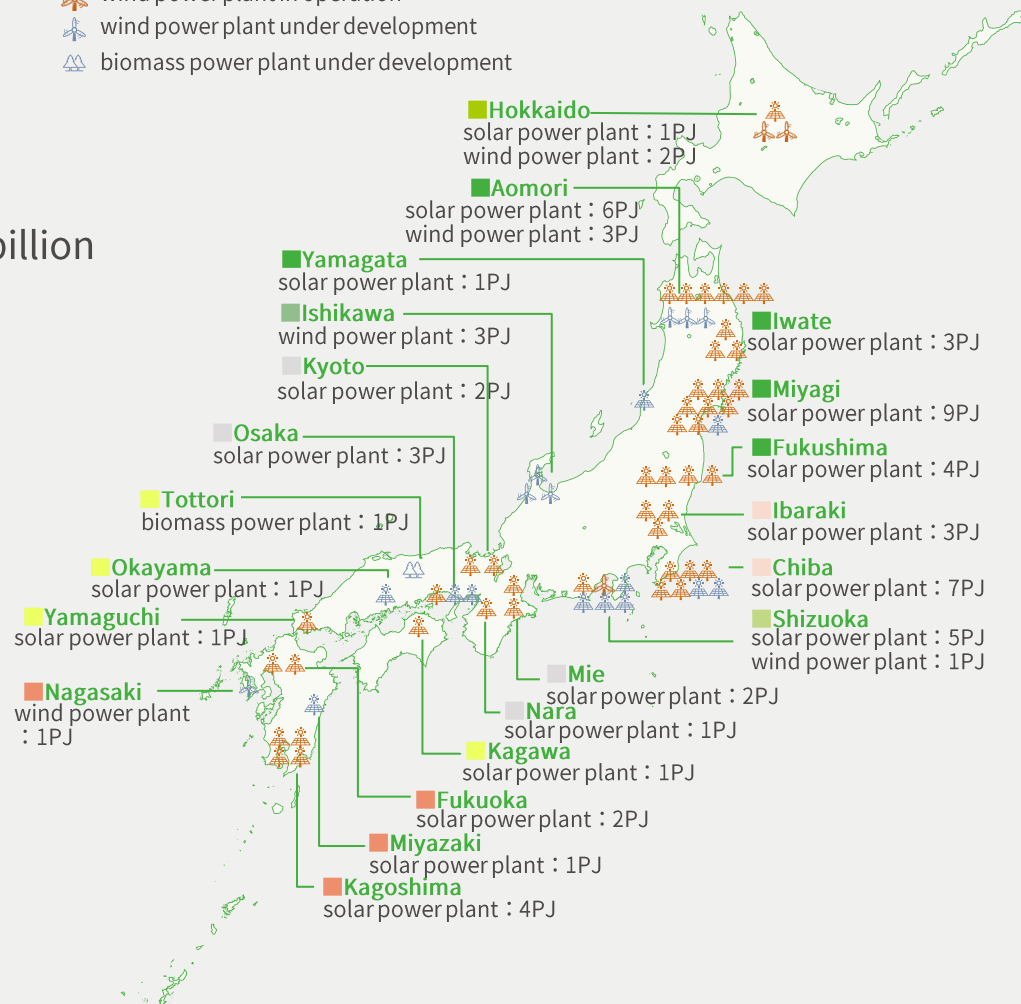 wind power plant in operation
wind power plant under development
biomass power plant under development
billion
Hokkaido
solar power plant：1PJ
wind power plant：2PJ
Aomori
solar power plant：6PJ
wind power plant：3PJ
Yamagata
solar power plant：1PJ
Ishikawa
wind power plant：3PJ
Kyoto
solar power plant：2PJ
Osaka
solar power plant：3PJ
Tottori
biomass power plant：1PJ
Okayama
solar power plant：1PJ
Yamaguchi
solar power plant：1PJ
Nagasaki
wind power plant
：1PJ
Iwate
solar power plant：3PJ
Miyagi
solar power plant：9PJ
Fukushima
solar power plant：4PJ
Ibaraki
solar power plant：3PJ
Chiba
solar power plant：7PJ
Shizuoka
solar power plant：5PJ
wind power plant：1PJ
Mie
solar power plant：2PJ
Nara
solar power plant：1PJ
Kagawa
solar power plant：1PJ
Fukuoka
solar power plant：2PJ
Miyazaki
solar power plant：1PJ
Kagoshima
solar power plant：4PJ